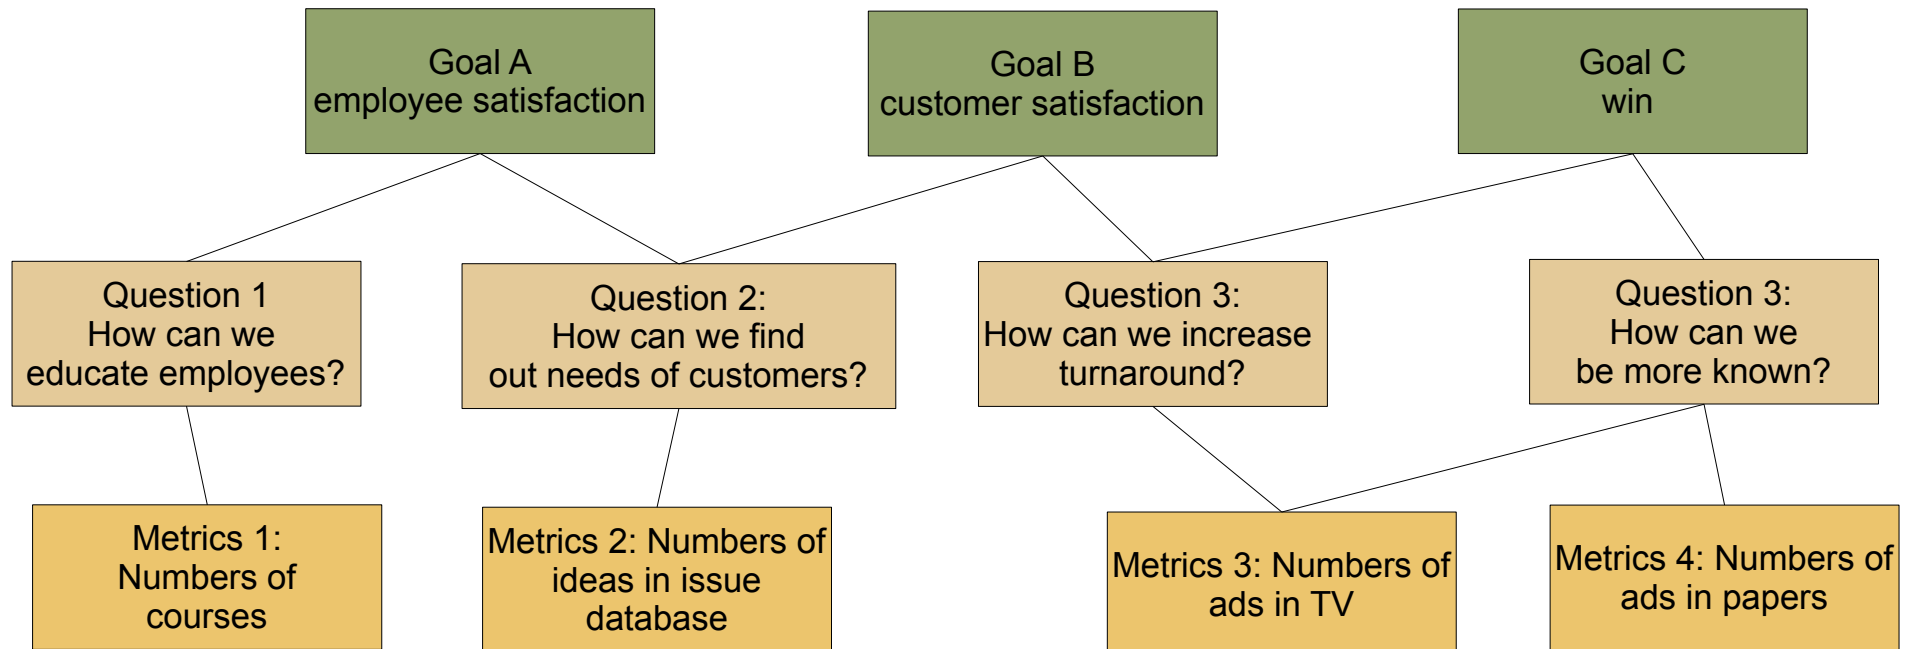 Goal A
employee satisfaction
Goal B
customer satisfaction
Goal C
win
Question 1
How can we
educate employees?
Question 2:
How can we find
out needs of customers?
Question 3:
How can we increase
turnaround?
Question 3:
How can we
be more known?
Metrics 1:
Numbers of
courses
Metrics 2: Numbers of
ideas in issue
database
Metrics 3: Numbers of
ads in TV
Metrics 4: Numbers of
ads in papers